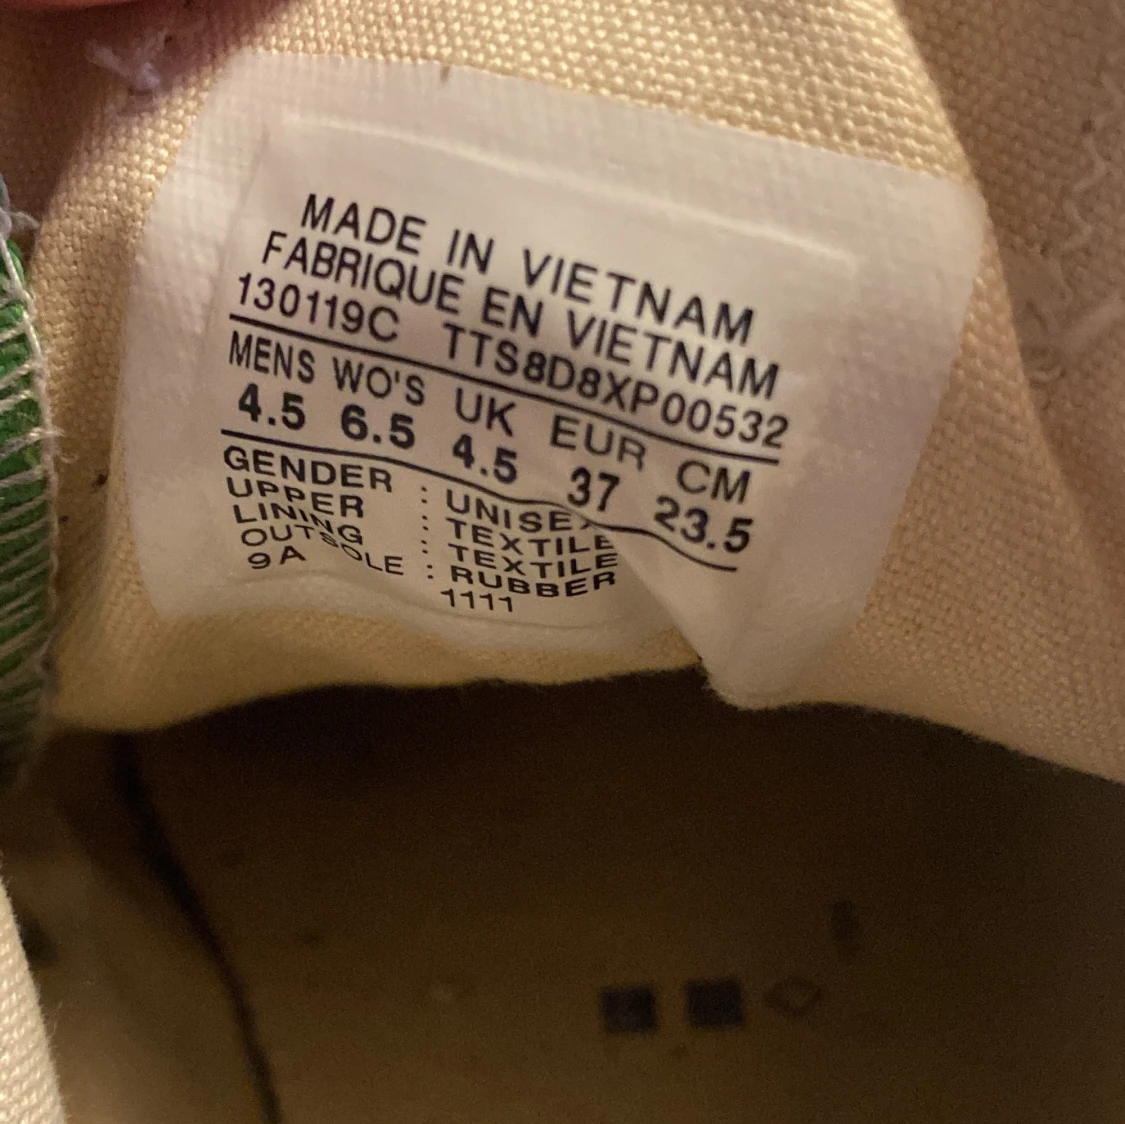 MADE IN VIETNAM
FABRIQUE EN VIETNAM
130119C TTS8D8XP00532
MENS WO'S UK EUR CM
4.5 6.5 4.5 37 23.5
GENDER : UNISEX
UPPER : TEXTILE
LINING : TEXTILE
OUTSOLE : RUBBER
9A 1111